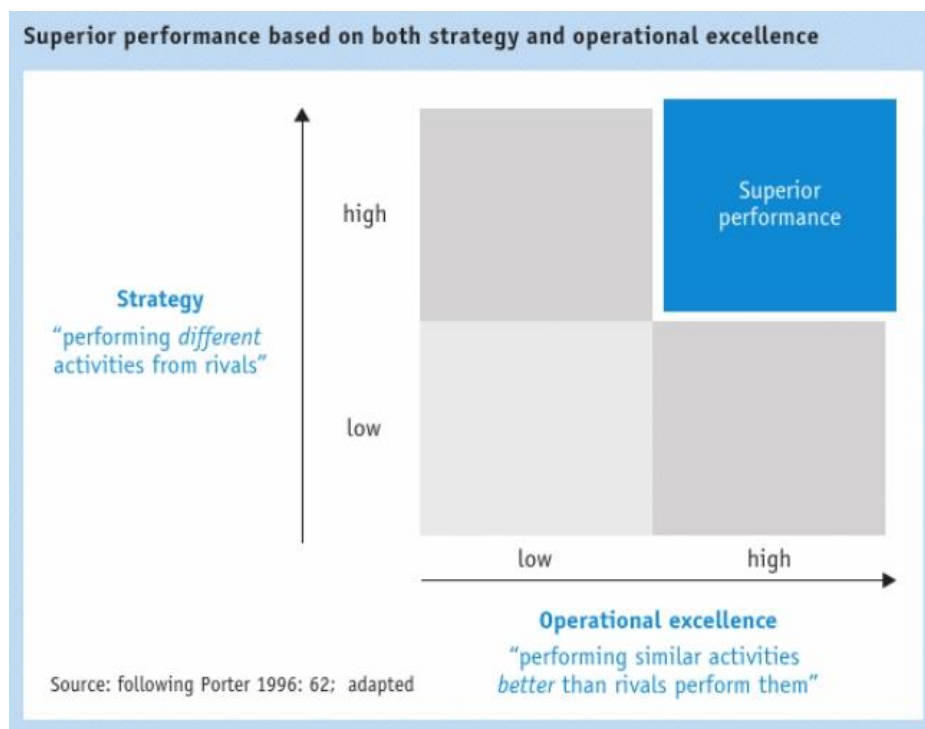 Superior performance based on both strategy and operational excellence
Superior
performance
high
Strategy
“performing different
activities from rivals”
low
low
high
Operational excellence
“performing similar activities
better than rivals perform them”
Source: following Porter 1996: 62; adapted